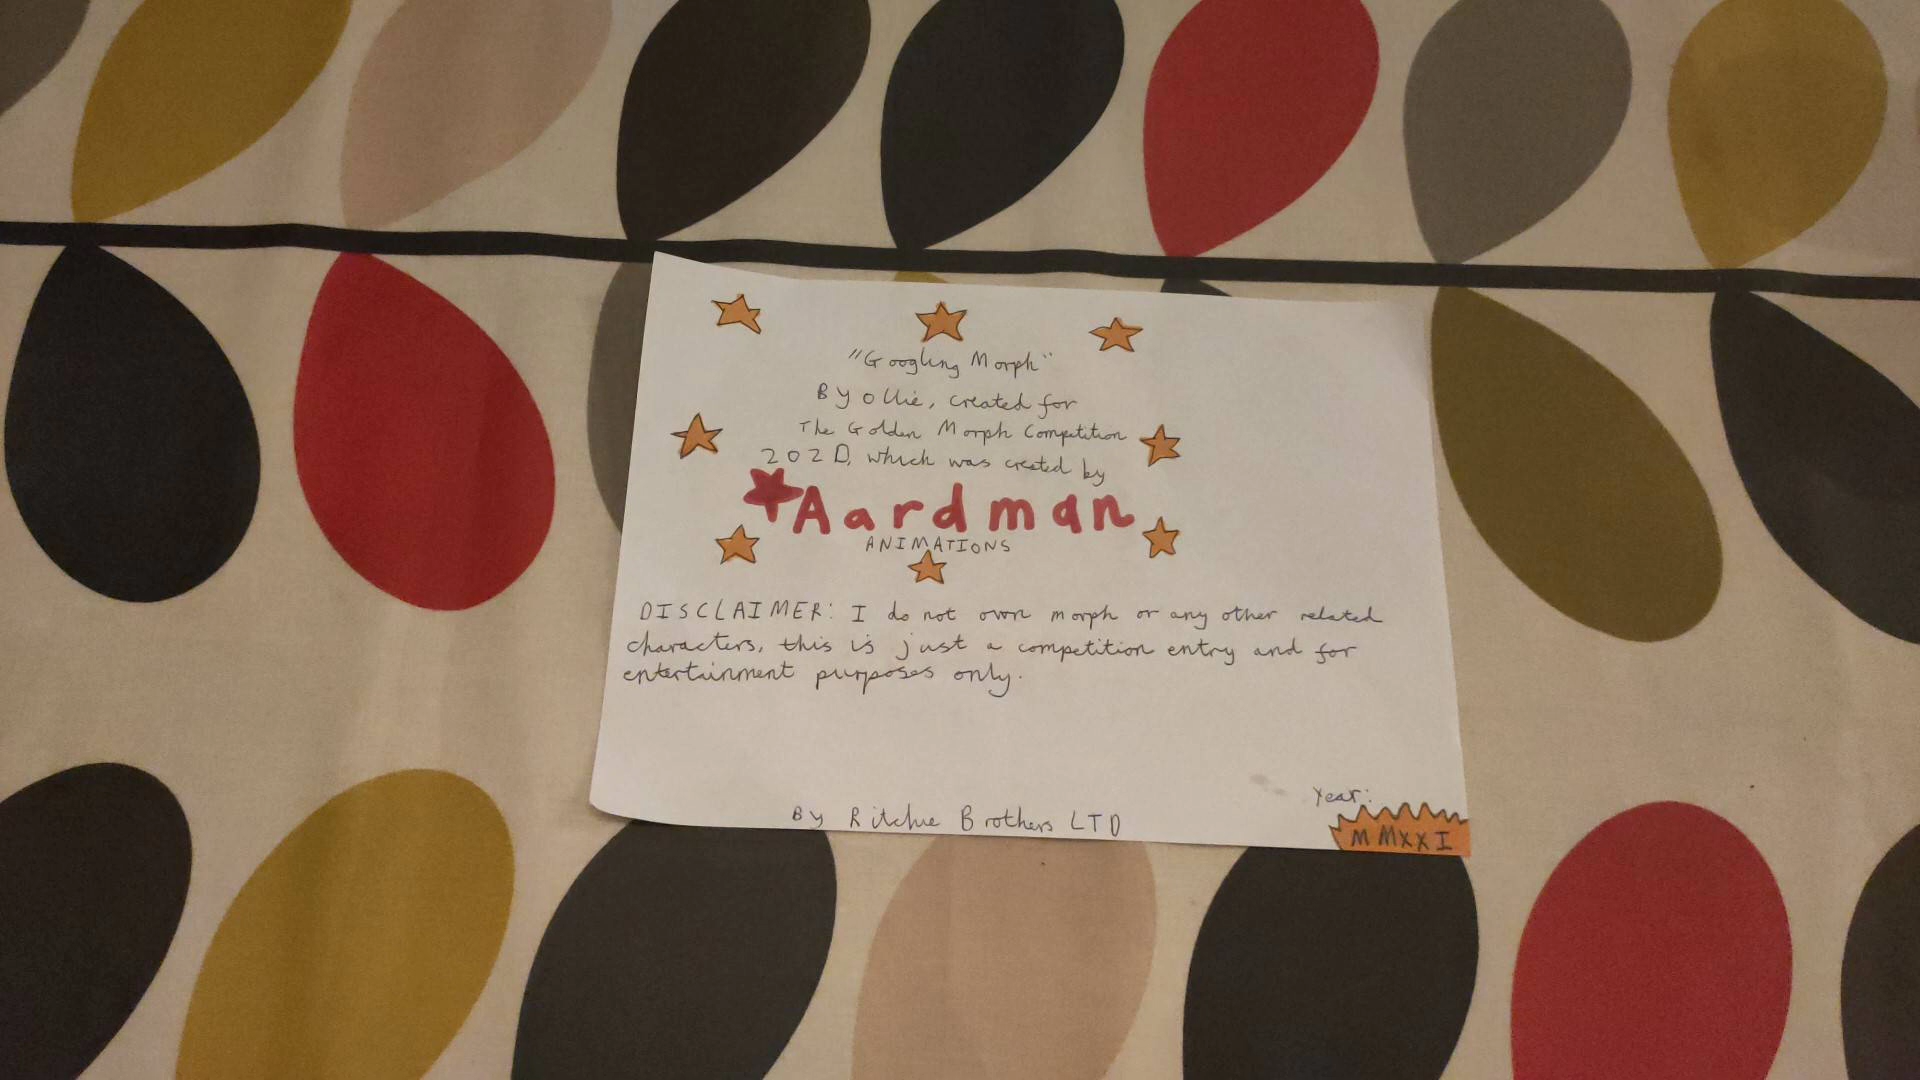 "Googling Morph"
By Ollie, created for
The Golden Morph Competition
2020, which was created by
Aardman
ANIMATIONS
DISCLAIMER: I do not own morph or any other related
characters, this is just a competition entry and for
entertainment purposes only.
By Ritchie Brothers LTD
Year:
MMXXI